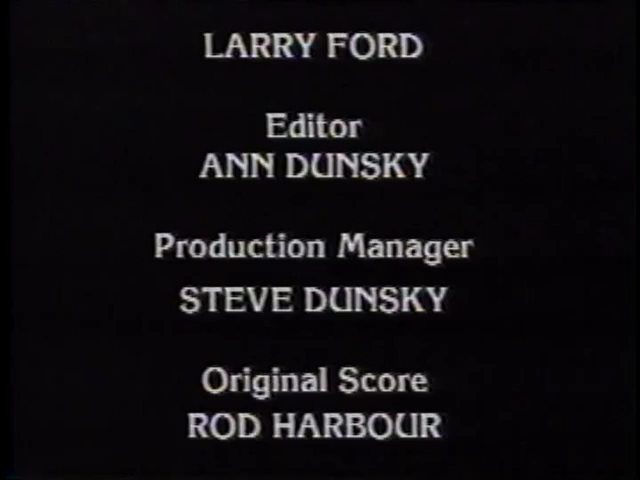 LARRY FORD
Editor
ANN DUNSKY
Production Manager
STEVE DUNSKY
Original Score
ROD HARBOUR